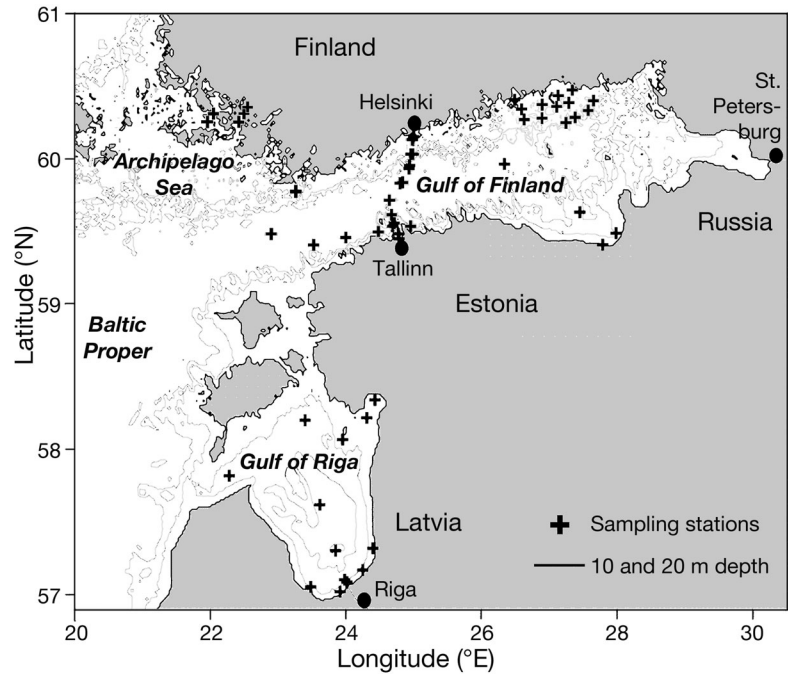 61
60
59
58
57
Latitude (°N)
Finland
Helsinki
St.
Peters-
burg
Archipelago
Sea
Gulf of Finland
Russia
Tallinn
Estonia
Baltic
Proper
Gulf of Riga
Latvia
Sampling stations
10 and 20 m depth
Riga
20
22
24
26
28
30
Longitude (°E)